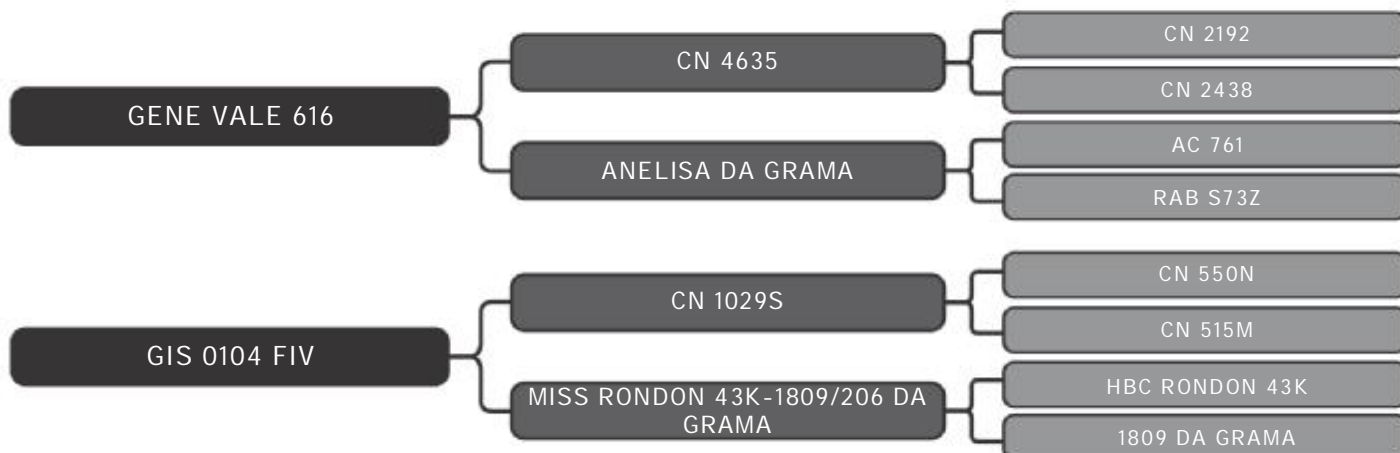 CN 2192
CN 4635
CN 2438
GENE VALE 616
AC 761
ANELISA DA GRAMA
RAB S73Z
CN 550N
CN 1029S
CN 515M
GIS 0104 FIV
HBC RONDON 43K
MISS RONDON 43K-1809/206 DA
GRAMA
1809 DA GRAMA